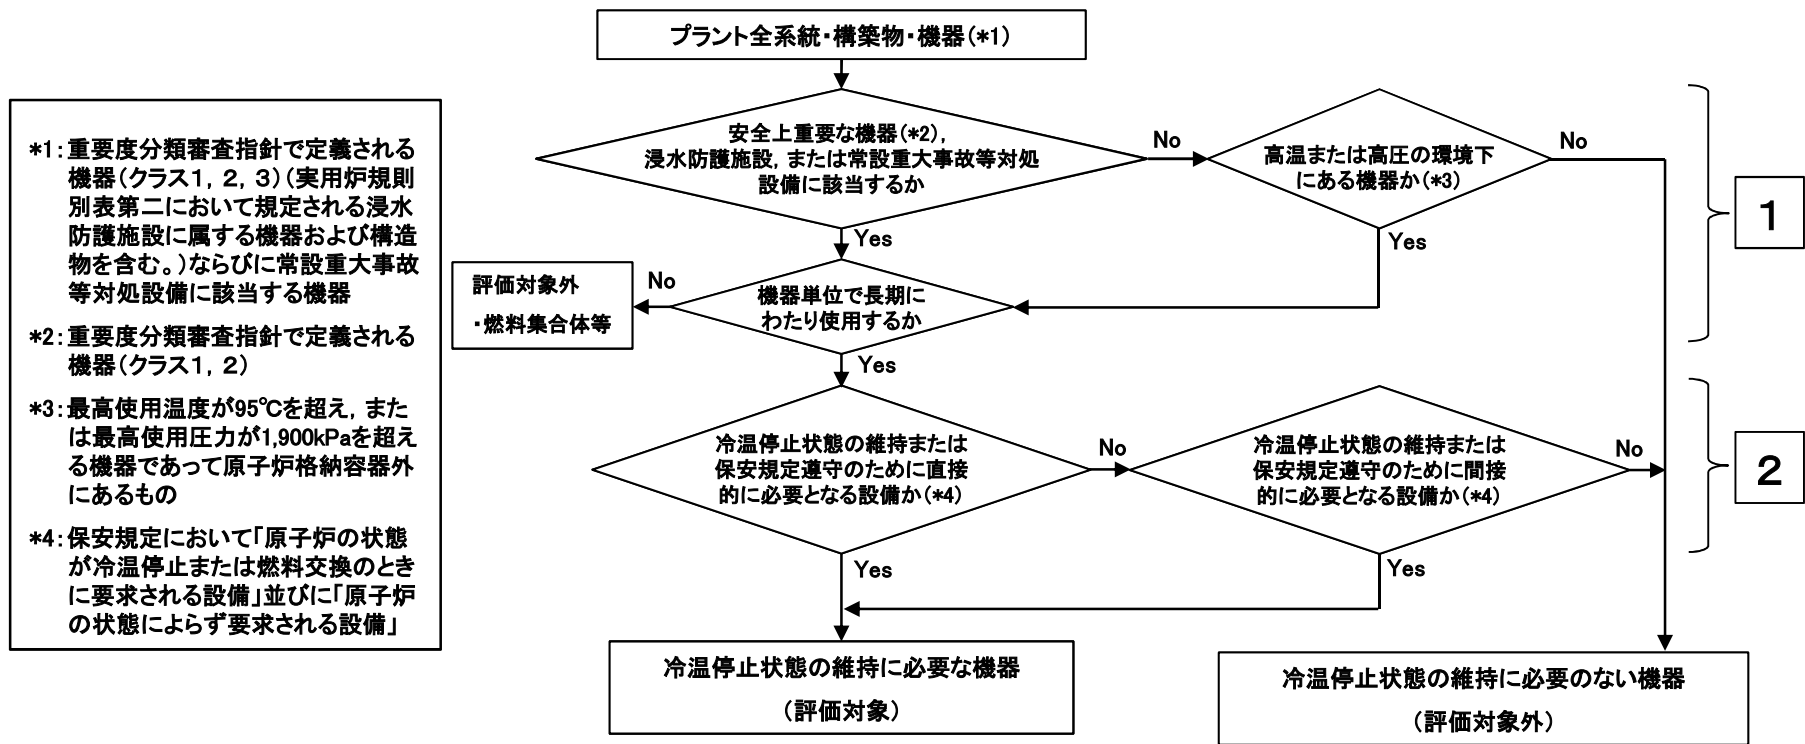 プラント全系統・構築物・機器(*1)
*1:重要度分類審査指針で定義される
機器(クラス1,2,3)(実用炉規則
別表第二において規定される浸水
防護施設に属する機器および構造
物を含む。)ならびに常設重大事故
等対処設備に該当する機器
*2:重要度分類審査指針で定義される
機器(クラス1,2)
*3:最高使用温度が95℃を超え,また
は最高使用圧力が1,900kPaを超え
る機器であって原子炉格納容器外
にあるもの
*4:保安規定において「原子炉の状態
が冷温停止または燃料交換のとき
に要求される設備」並びに「原子炉
の状態によらず要求される設備」
安全上重要な機器(*2),
浸水防護施設,または常設重大事故等対処
設備に該当するか
No
高温または高圧の環境下
にある機器か(*3)
No
1
Yes
Yes
評価対象外
・燃料集合体等
No
機器単位で長期に
わたり使用するか
Yes
冷温停止状態の維持または
保安規定遵守のために直接
的に必要となる設備か(*4)
No
冷温停止状態の維持または
保安規定遵守のために間接
的に必要となる設備か(*4)
No
2
Yes
Yes
冷温停止状態の維持に必要な機器
(評価対象)
冷温停止状態の維持に必要のない機器
(評価対象外)